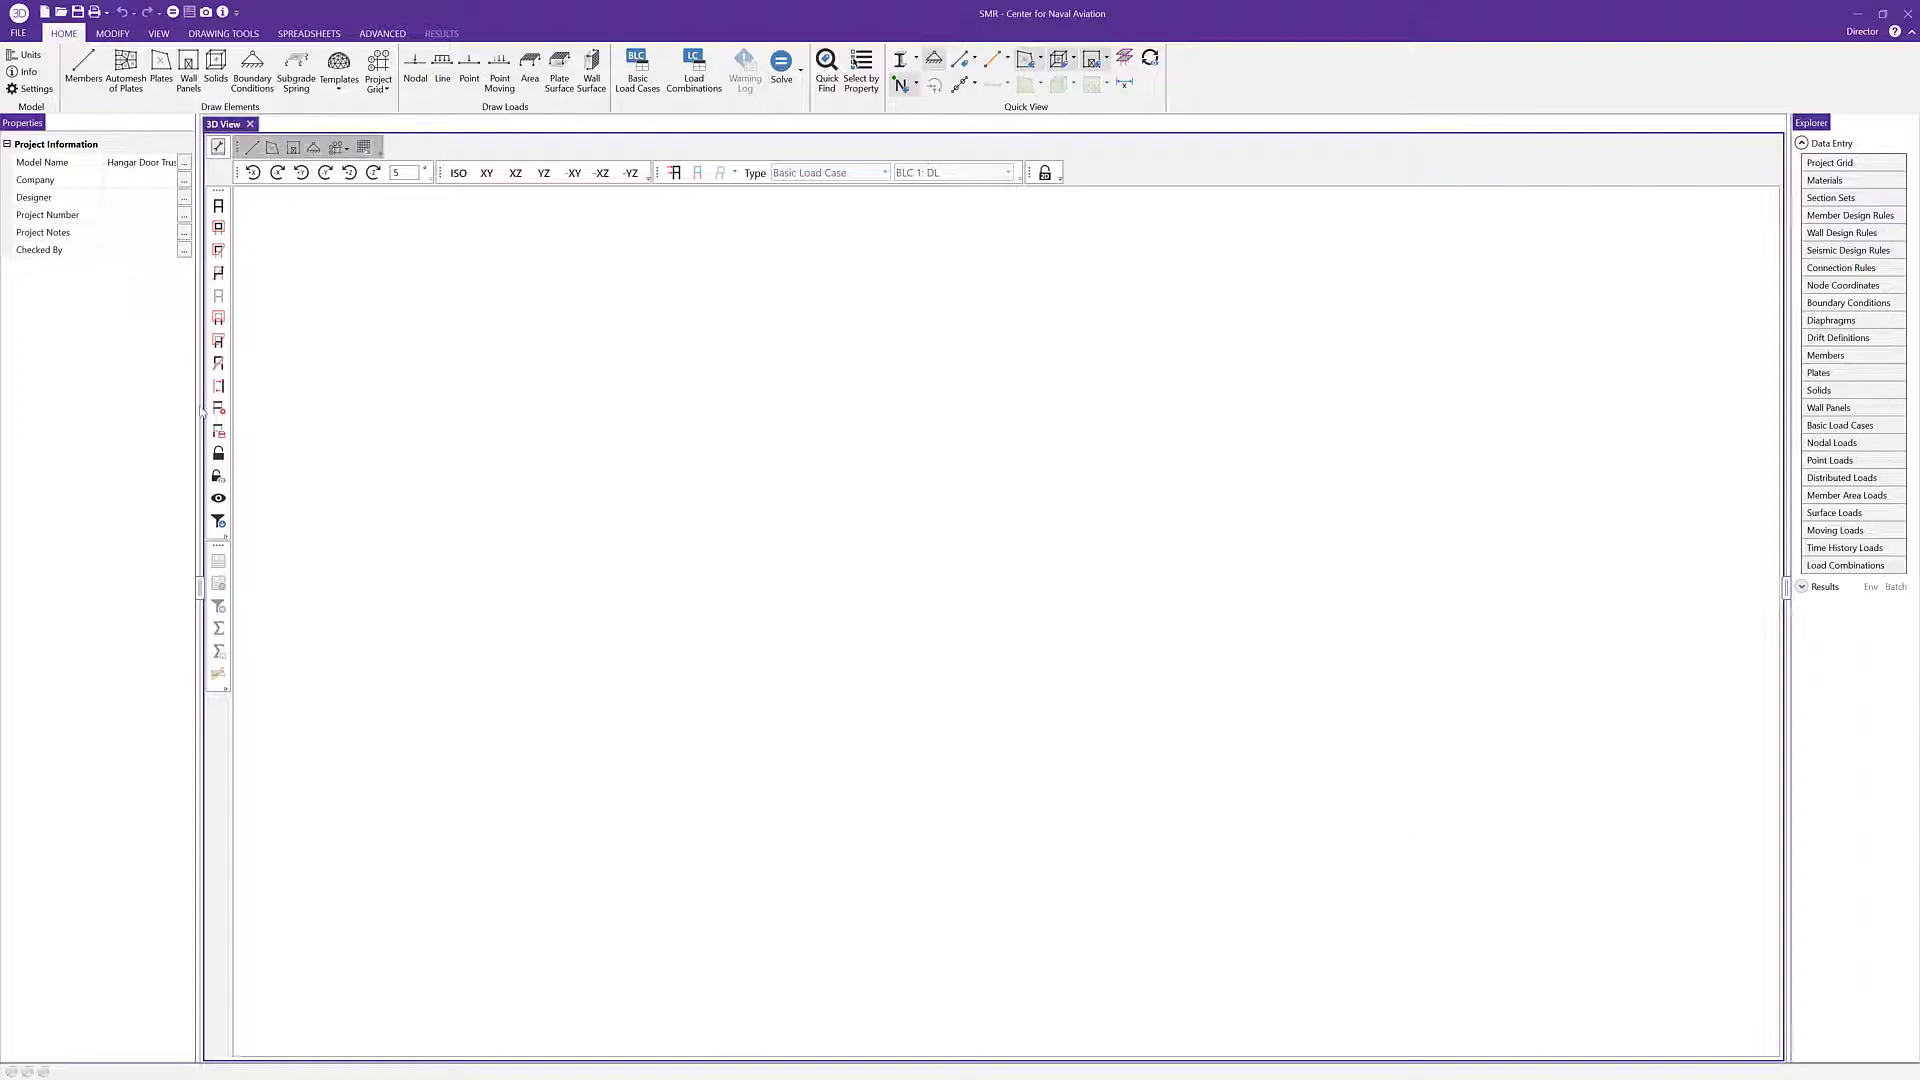 3D
SMR - Center for Naval Aviation
FILE HOME MODIFY VIEW DRAWING TOOLS SPREADSHEETS ADVANCED RESULTS Director
Units
Info
Settings
Model
Members Automesh of Plates Plates Wall Panels Solids Boundary Conditions Subgrade Spring Templates Project Grid
Draw Elements
Nodal Line Point Point Moving Area Plate Surface Wall Surface
Draw Loads
BLC Basic Load Cases LC Load Combinations Warning Log Solve
Quick Find Select by Property
N
Quick View
Properties
Project Information
Model Name Hangar Door Trus ...
Company ...
Designer ...
Project Number ...
Project Notes ...
Checked By ...
3D View
5 ° ISO XY XZ YZ -XY -XZ -YZ Type Basic Load Case BLC 1: DL
Explorer
Data Entry
Project Grid
Materials
Section Sets
Member Design Rules
Wall Design Rules
Seismic Design Rules
Connection Rules
Node Coordinates
Boundary Conditions
Diaphragms
Drift Definitions
Members
Plates
Solids
Wall Panels
Basic Load Cases
Nodal Loads
Point Loads
Distributed Loads
Member Area Loads
Surface Loads
Moving Loads
Time History Loads
Load Combinations
Results Env Batch